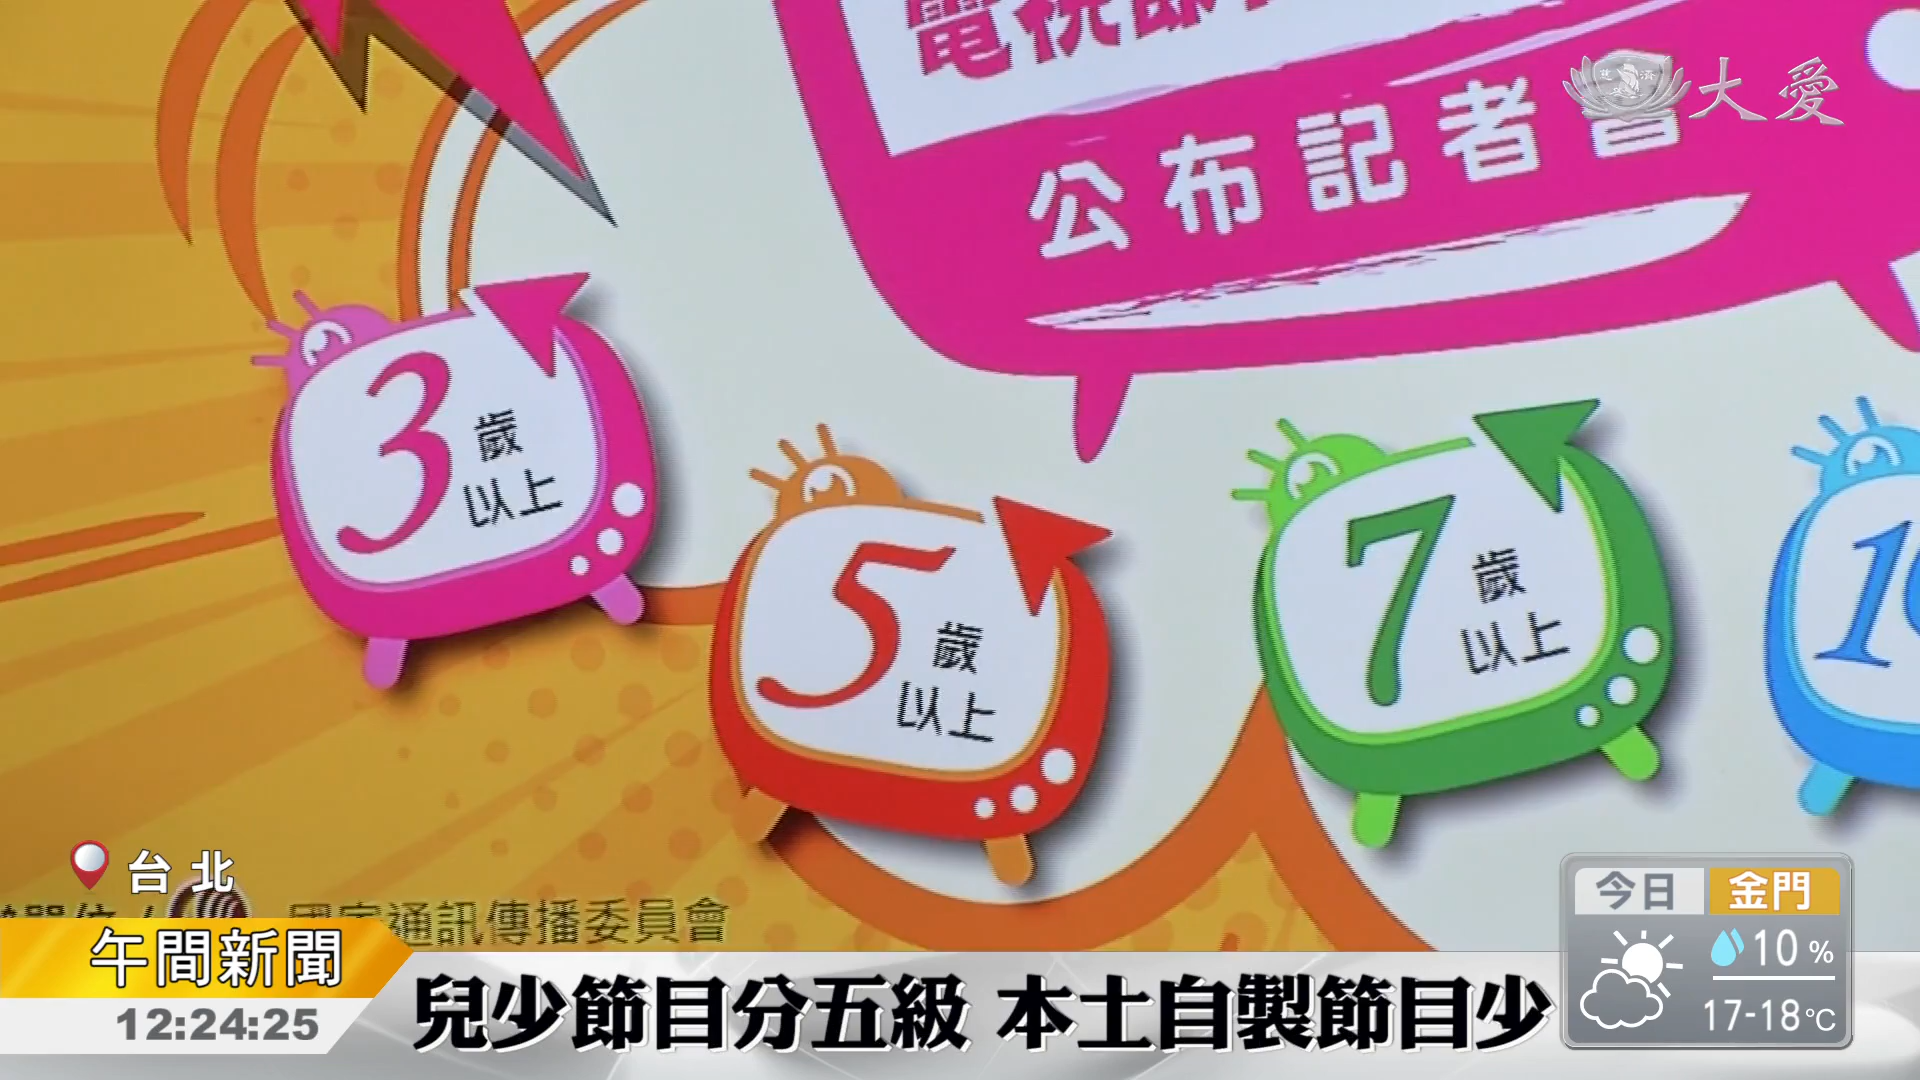 大愛
公布記者會
3
歲
以上
5
歲
以上
7
歲
以上
台北
國家通訊傳播委員會
午間新聞
12:24:25
兒少節目分五級 本土自製節目少
今日
金門
10 %
17-18°C